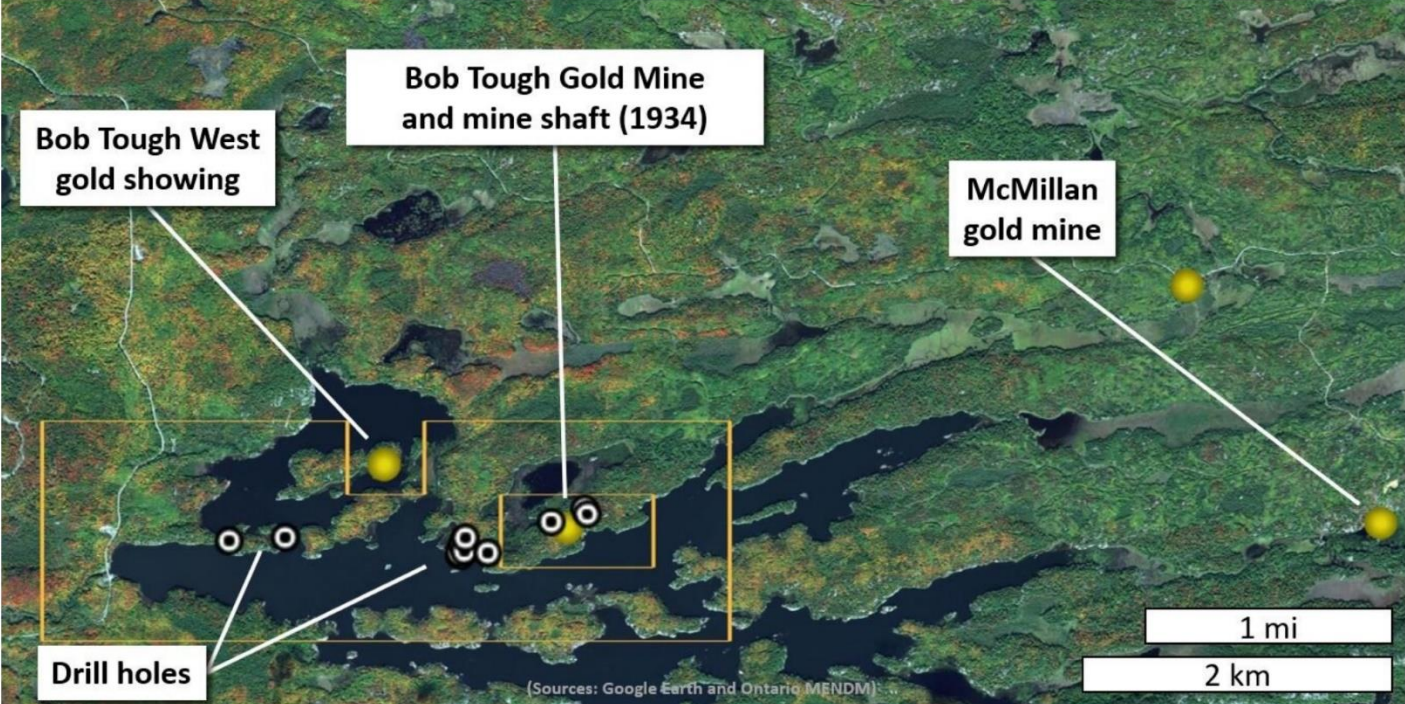 Bob Tough Gold Mine
and mine shaft (1934)
Bob Tough West
gold showing
McMillan
gold mine
Drill holes
1 mi
2 km
(Sources: Google Earth and Ontario MENDM)